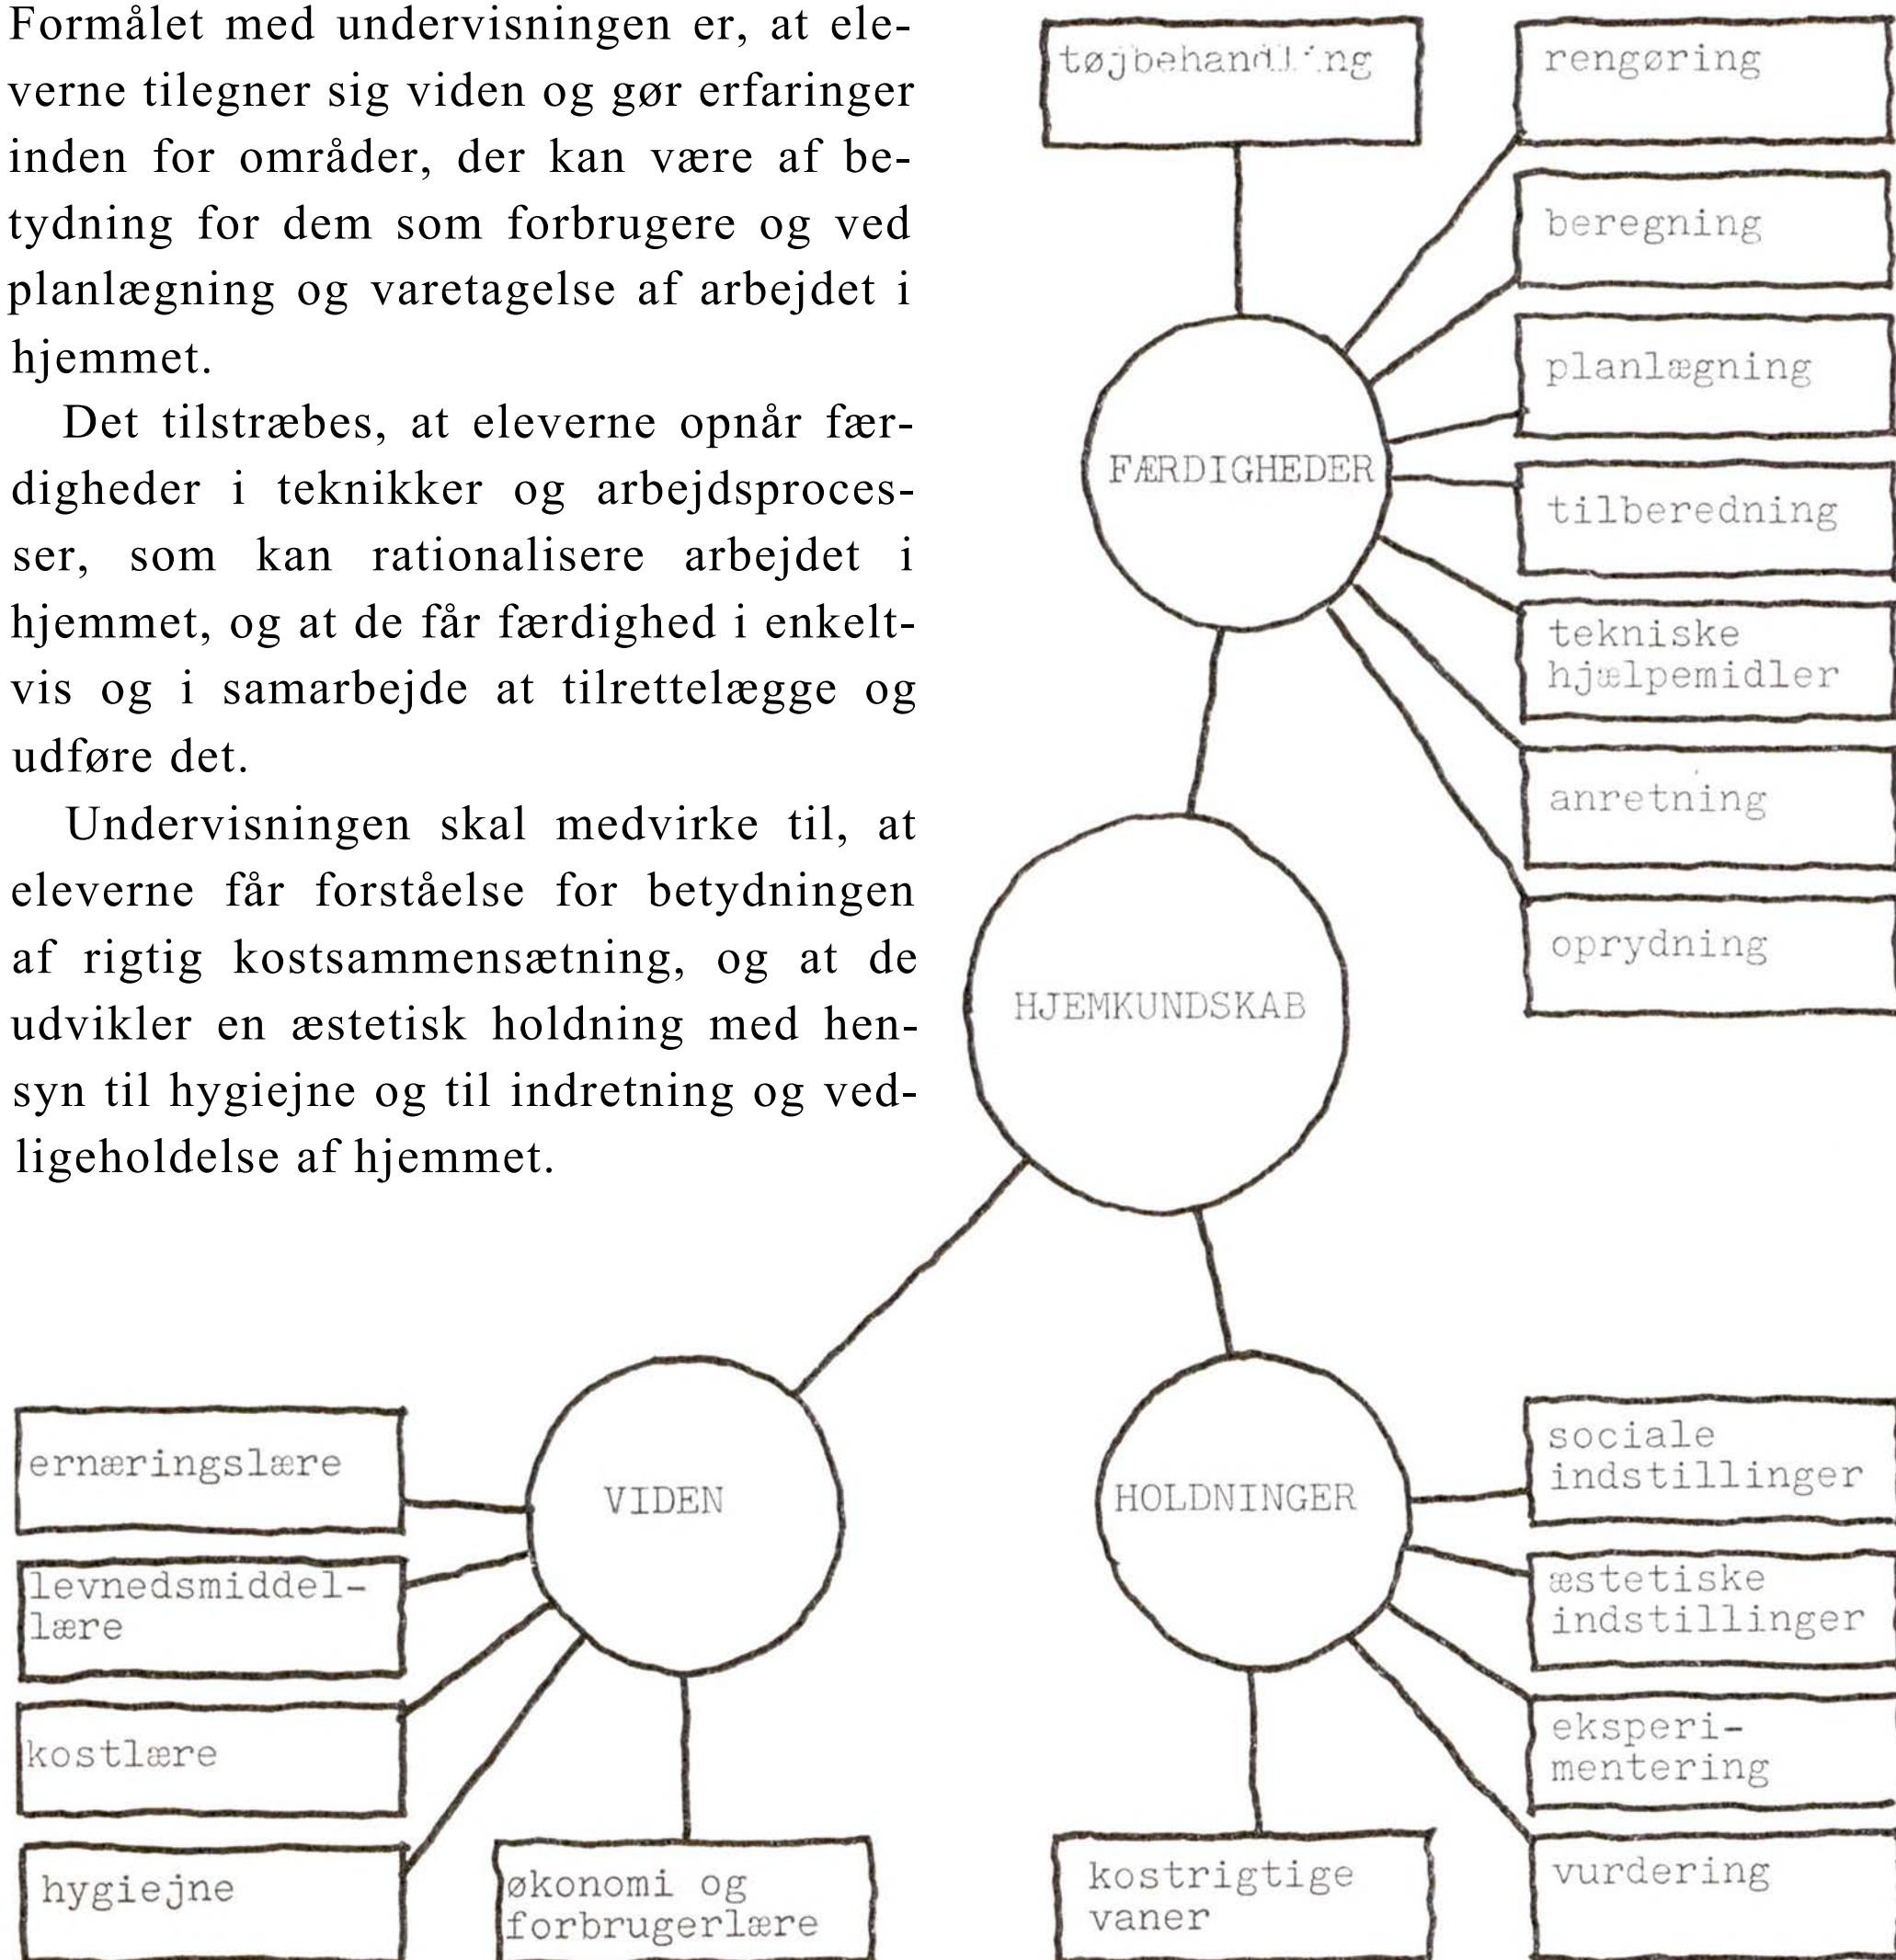 Formålet med undervisningen er, at ele-
verne tilegner sig viden og gør erfaringer
inden for områder, der kan være af be-
tydning for dem som forbrugere og ved
planlægning og varetagelse af arbejdet i
hjemmet.
Det tilstræbes, at eleverne opnår fær-
digheder i teknikker og arbejdsproces-
ser, som kan rationalisere arbejdet i
hjemmet, og at de får færdighed i enkelt-
vis og i samarbejde at tilrettelægge og
udføre det.
Undervisningen skal medvirke til, at
eleverne får forståelse for betydningen
af rigtig kostsammensætning, og at de
udvikler en æstetisk holdning med hen-
syn til hygiejne og til indretning og ved-
ligeholdelse af hjemmet.
tøjbehandling
rengøring
beregning
planlægning
FÆRDIGHEDER
tilberedning
tekniske
hjælpemidler
anretning
oprydning
HJEMKUNDSKAB
VIDEN
ernæringslære
levnedsmiddel-
lære
kostlære
hygiejne
økonomi og
forbrugerlære
HOLDNINGER
sociale
indstillinger
æstetiske
indstillinger
eksperi-
mentering
vurdering
kostrigtige
vaner